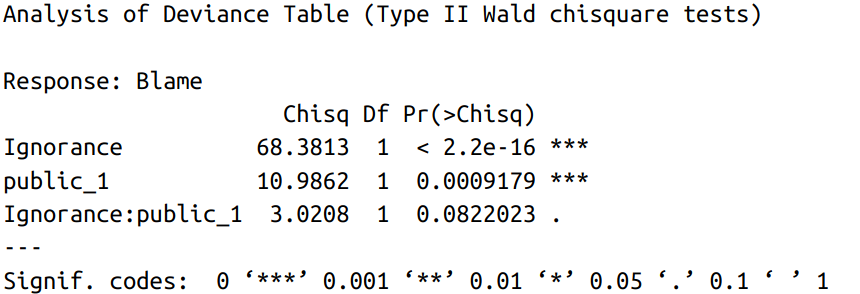 Analysis of Deviance Table (Type II Wald chisquare tests)

Response: Blame
                    Chisq Df Pr(>Chisq)
Ignorance          68.3813  1  < 2.2e-16 ***
public_1           10.9862  1  0.0009179 ***
Ignorance:public_1  3.0208  1  0.0822023 .
---
Signif. codes:  0 ‘***’ 0.001 ‘**’ 0.01 ‘*’ 0.05 ‘.’ 0.1 ‘ ’ 1